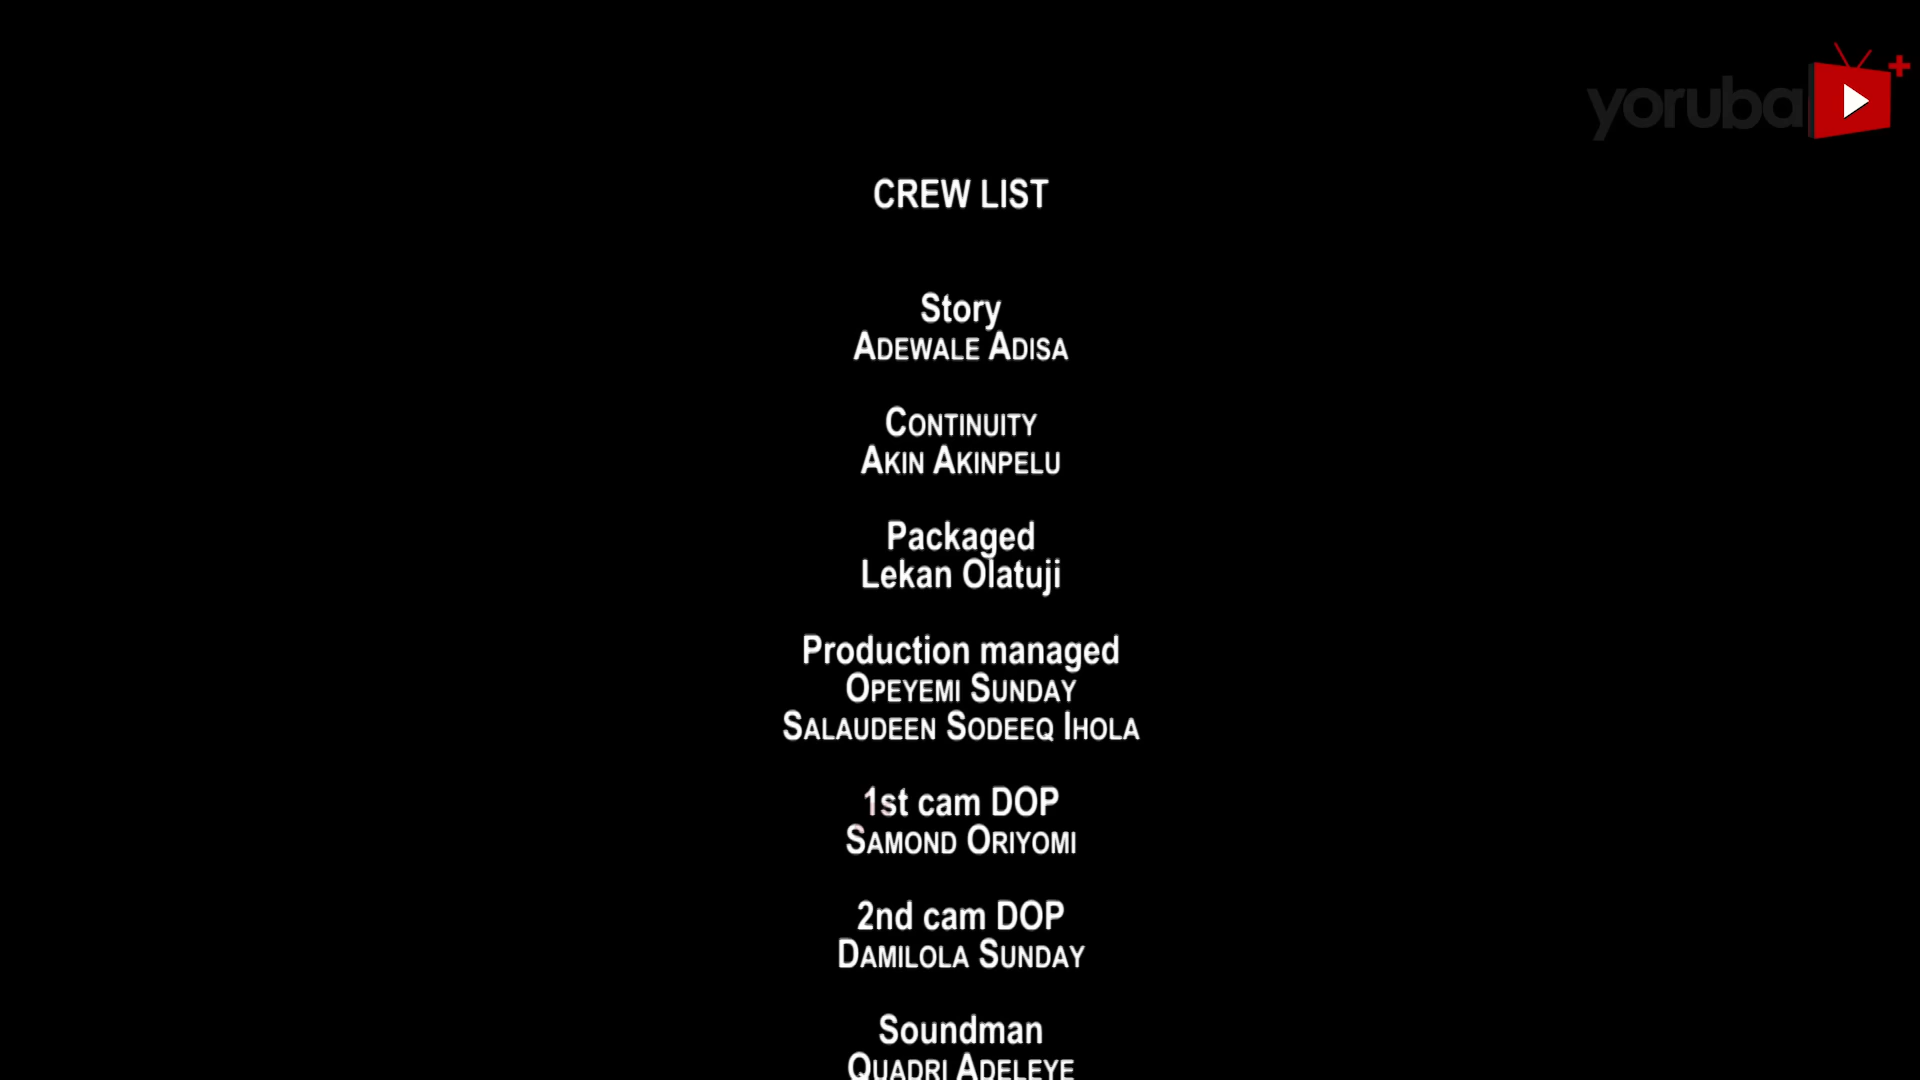 yoruba
CREW LIST
Story
ADEWALE ADISA
CONTINUITY
AKIN AKINPELU
Packaged
Lekan Olatuji
Production managed
OPEYEMI SUNDAY
SALAUDEEN SODEEQ IHOLA
1st cam DOP
SAMOND ORIYOMI
2nd cam DOP
DAMILOLA SUNDAY
Soundman
QUADRI ADELEYE